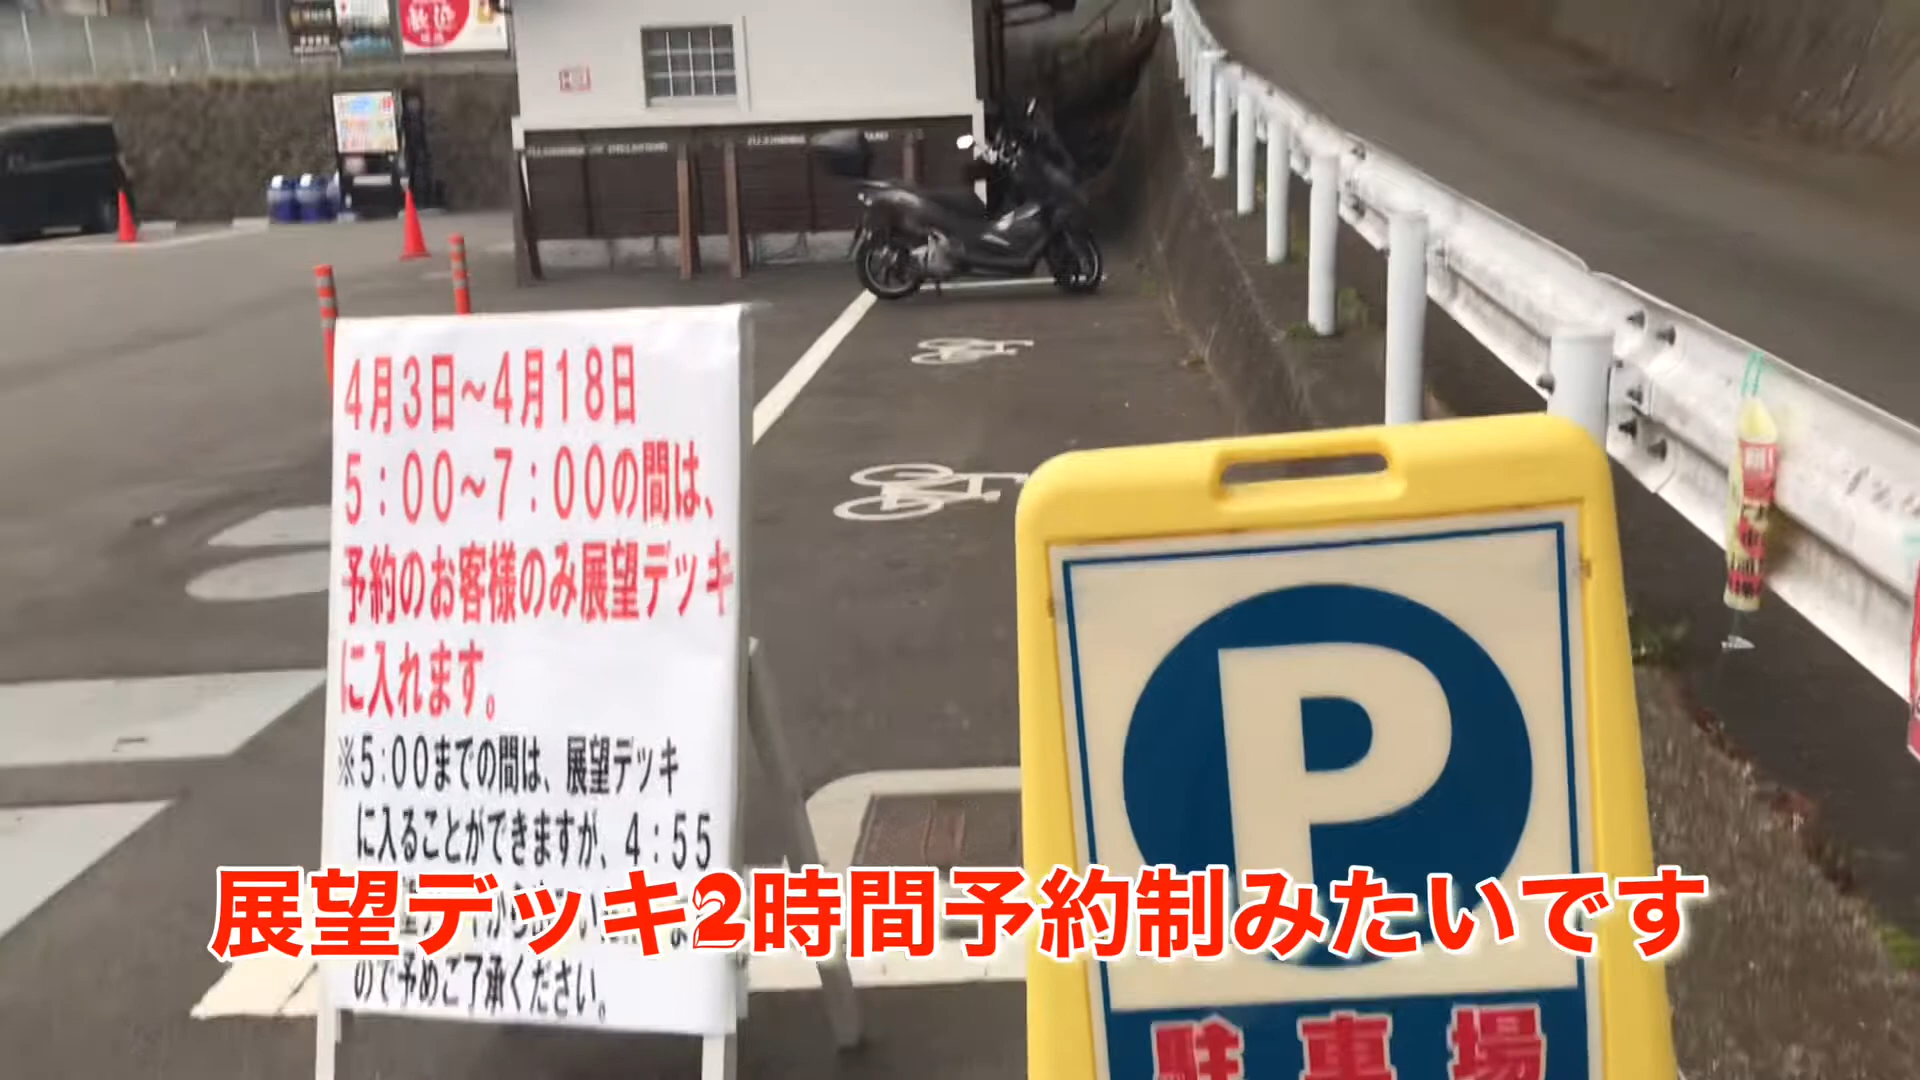 4月3日～4月18日
5：00～7：00の間は、
予約のお客様のみ展望デッキ
に入れます。
※5:00までの間は、展望デッキ
に入ることができますが、4：55
ので予めご了承ください。
展望デッキ2時間予約制みたいです
P
駐車場